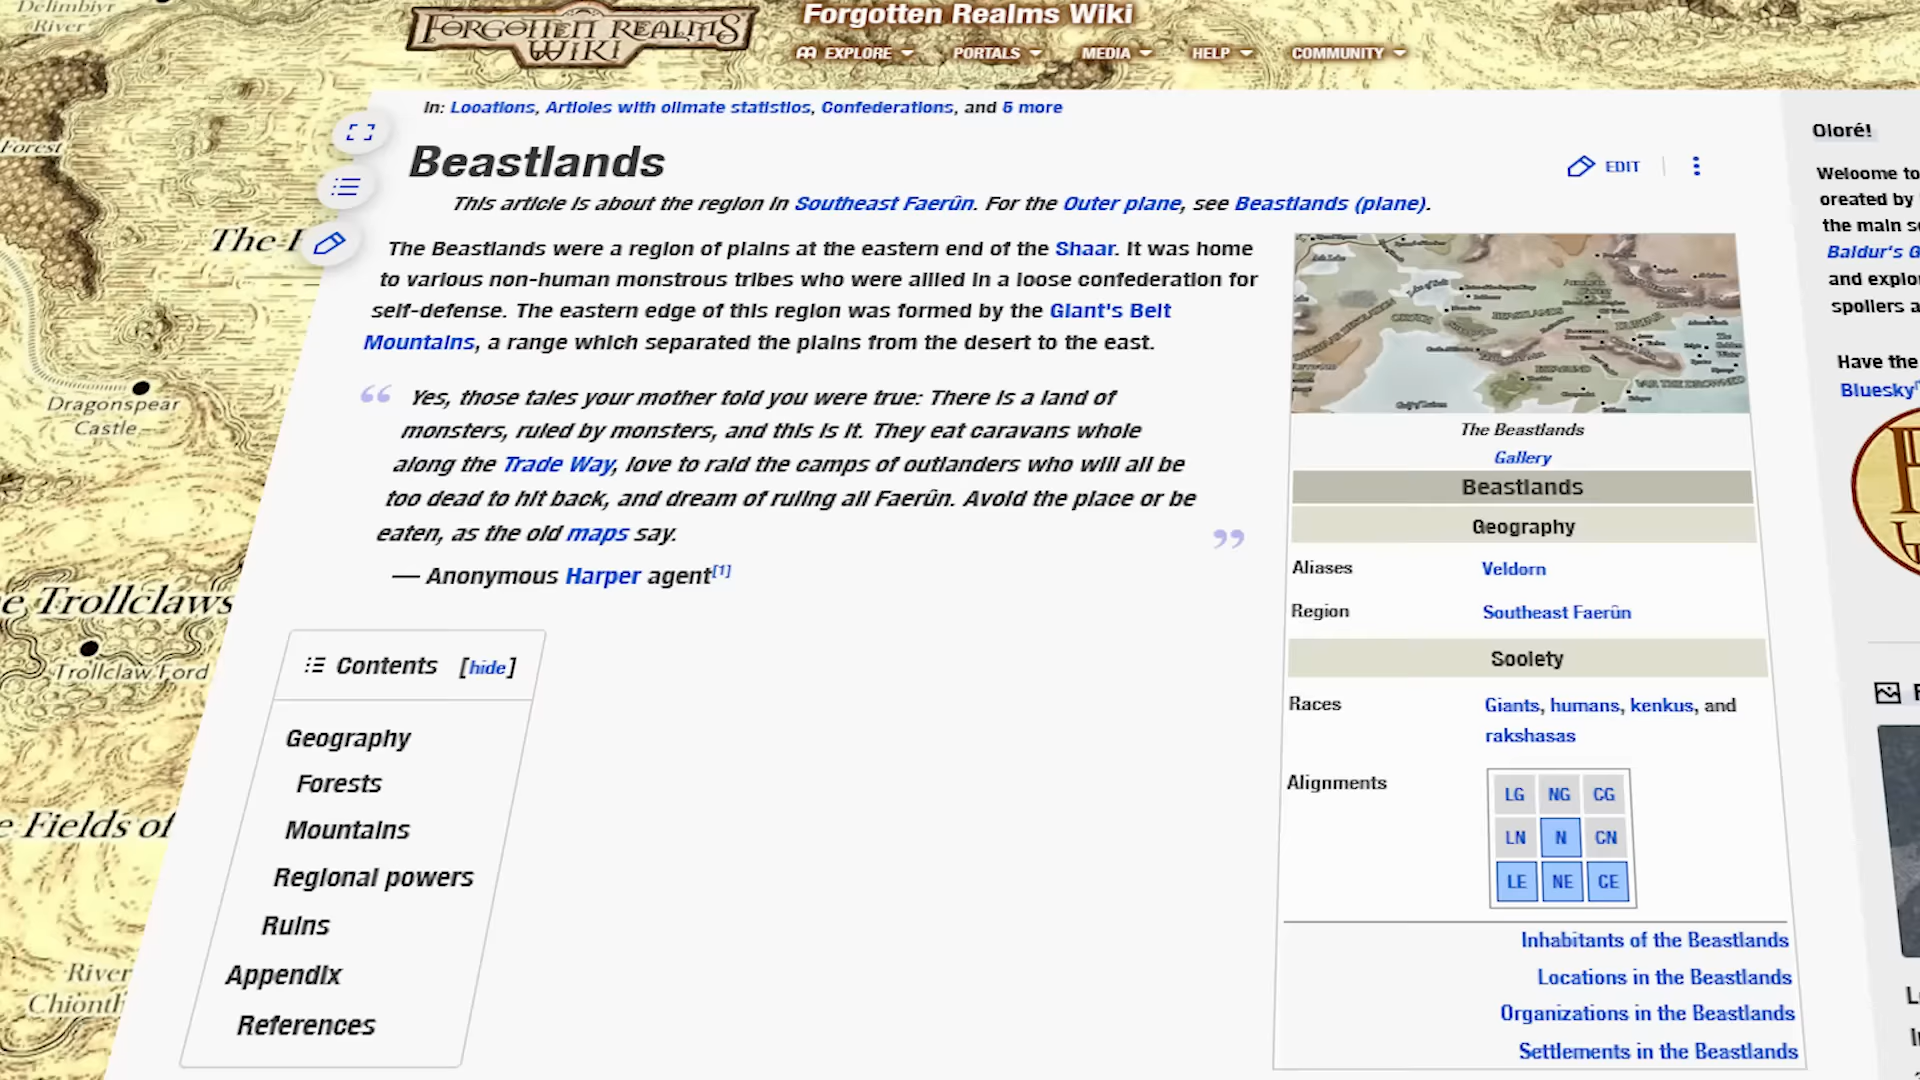 Delimbiyr
River
FORGOTTEN REALMS
WIKI
Forgotten Realms Wiki
EXPLORE PORTALS MEDIA HELP COMMUNITY
In: Locations, Articles with climate statistics, Confederations, and 6 more
Beastlands
EDIT
This article is about the region in Southeast Faerûn. For the Outer plane, see Beastlands (plane).
The Beastlands were a region of plains at the eastern end of the Shaar. It was home
to various non-human monstrous tribes who were allied in a loose confederation for
self-defense. The eastern edge of this region was formed by the Giant's Belt
Mountains, a range which separated the plains from the desert to the east.
“ Yes, those tales your mother told you were true: There is a land of
monsters, ruled by monsters, and this is it. They eat caravans whole
along the Trade Way, love to raid the camps of outlanders who will all be
too dead to hit back, and dream of ruling all Faerûn. Avoid the place or be
eaten, as the old maps say. ”
— Anonymous Harper agent[1]
Contents [hide]
Geography
Forests
Mountains
Regional powers
Ruins
Appendix
References
BEASTLANDS
VAR THE DROWNED
The Beastlands
Gallery
Beastlands
Geography
Aliases Veldorn
Region Southeast Faerûn
Society
Races Giants, humans, kenkus, and
rakshasas
Alignments
LG NG CG
LN N CN
LE NE CE
Inhabitants of the Beastlands
Locations in the Beastlands
Organizations in the Beastlands
Settlements in the Beastlands
Oloré!
Welcome to
created by
the main
Baldur's G
and explo
spoilers a
Have the
Bluesky
Forest
The
Dragonspear
Castle
e Trollclaws
Trollclaw Ford
e Fields of
River
Chionth